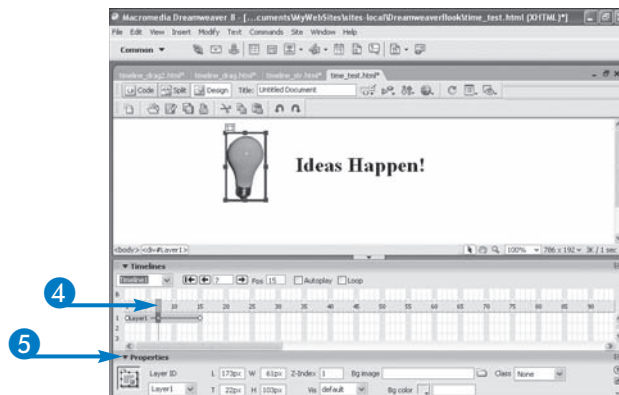 Macromedia Dreamweaver 8 - [...cuments\MyWebSites\sites-local\DreamweaverBook\time_test.html (XHTML)*]
File Edit View Insert Modify Text Commands Site Window Help
Common
timeline_drag2.html* timeline_drag.html* timeline_str.html* time_test.html*
Code Split Design Title: Untitled Document
Ideas Happen!
<body> <div#Layer1> 100% 786 x 192 3K / 1 sec
Timelines
Timeline1 7 Fps 15 Autoplay Loop
B
4
10 15 20 25 30 35 40 45 50 55 60 65 70 75 80 85 90
1 Layer1
2
3
5
Properties
Layer ID L 173px W 61px Z-Index 1 Bg image Class None
Layer1 T 22px H 103px Vis default Bg color